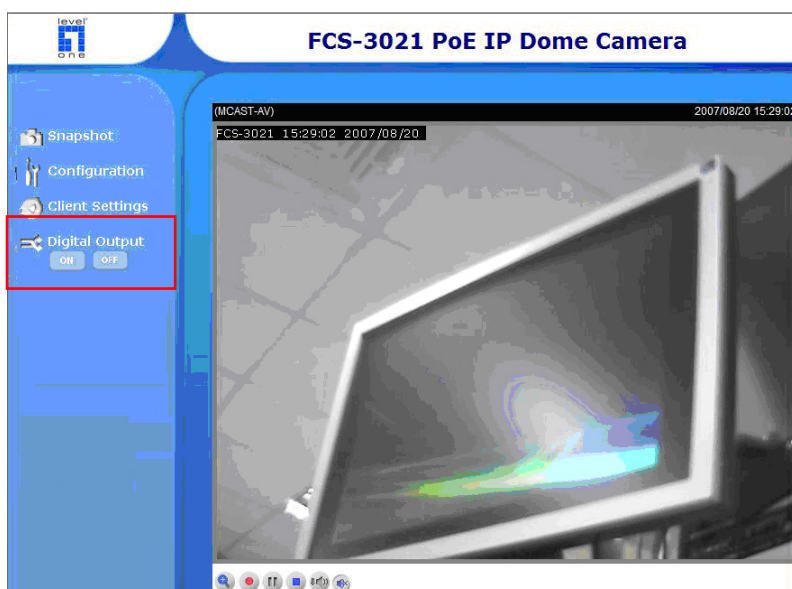 level
one
FCS-3021 PoE IP Dome Camera
(MCAST-AV) 2007/08/20 15:29:02
FCS-3021 15:29:02 2007/08/20
Snapshot
Configuration
Client Settings
Digital Output
ON OFF